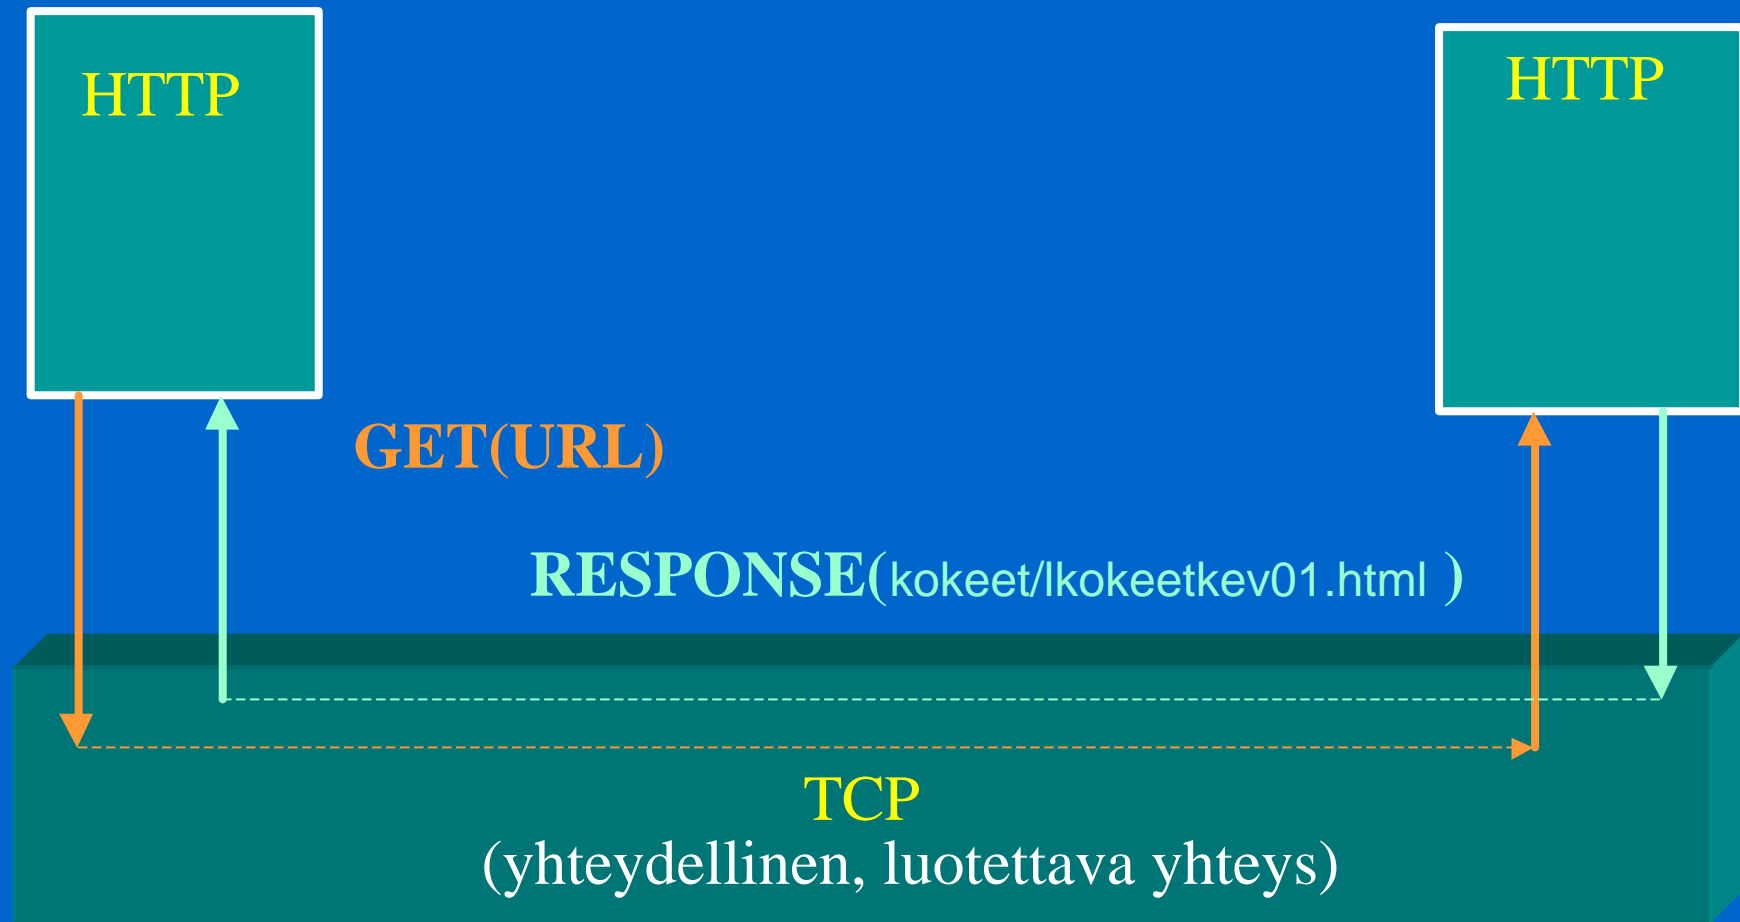 HTTP
HTTP
GET(URL)
RESPONSE(kokeet/lkokeetkev01.html )
TCP
(yhteydellinen, luotettava yhteys)